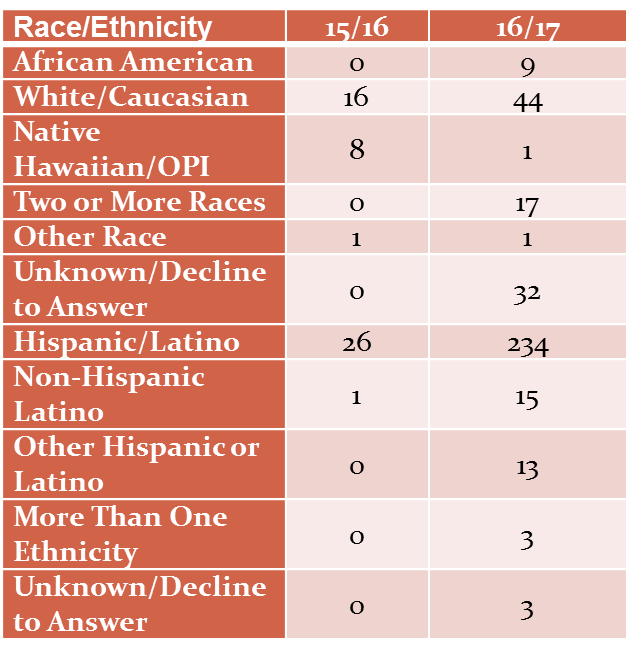 Race/Ethnicity 15/16 16/17
African American 0 9
White/Caucasian 16 44
Native
Hawaiian/OPI 8 1
Two or More Races 0 17
Other Race 1 1
Unknown/Decline
to Answer 0 32
Hispanic/Latino 26 234
Non-Hispanic
Latino 1 15
Other Hispanic or
Latino 0 13
More Than One
Ethnicity 0 3
Unknown/Decline
to Answer 0 3